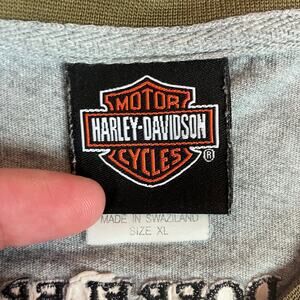 MOTOR
HARLEY-DAVIDSON
CYCLES
®
MADE IN SWAZILAND
SIZE XL